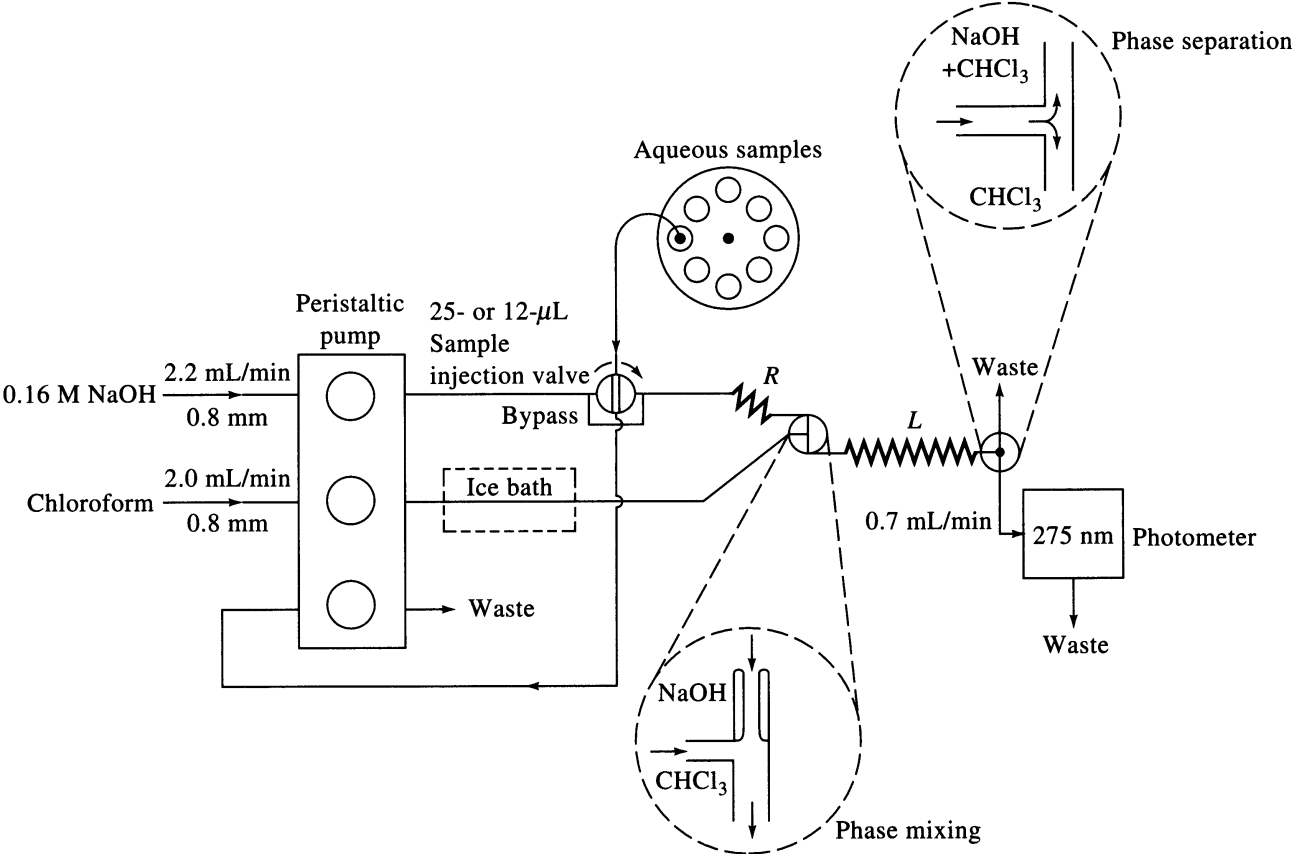 NaOH
+CHCl₃
Phase separation
CHCl₃
Aqueous samples
Peristaltic
pump
25- or 12-μL
Sample
injection valve
Bypass
0.16 M NaOH
2.2 mL/min
0.8 mm
R
Waste
L
Chloroform
2.0 mL/min
0.8 mm
Ice bath
0.7 mL/min
275 nm
Photometer
Waste
Waste
NaOH
CHCl₃
Phase mixing